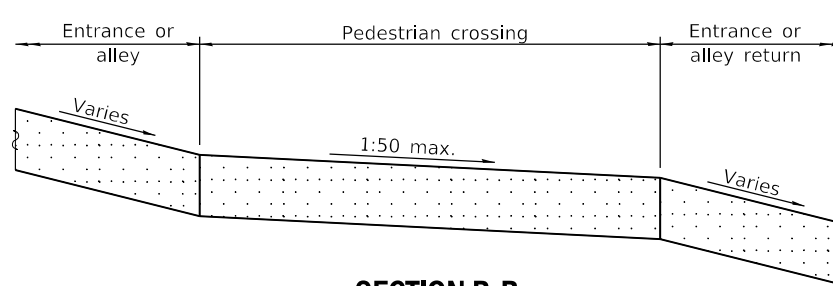 Entrance or
alley
Pedestrian crossing
Entrance or
alley return
Varies
1:50 max.
Varies
SECTION B-B